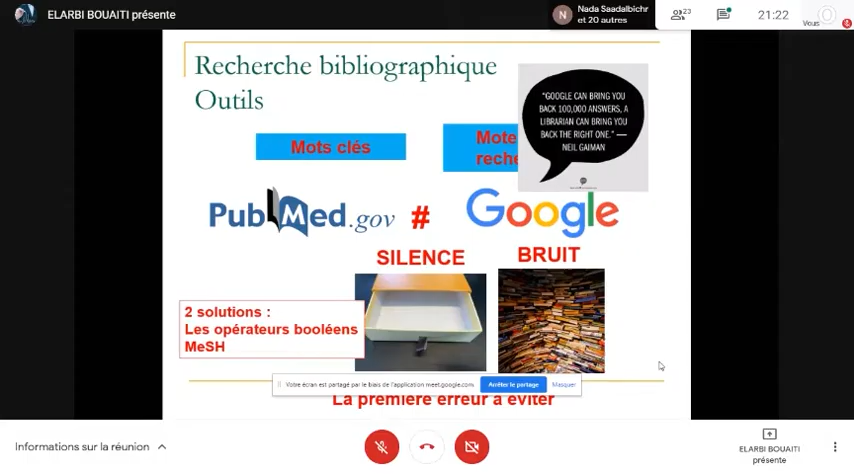 ELARBI BOUAITI présente
Nada Saadalbichr
N
et 20 autres
23
21:22
Vous
Recherche bibliographique
Outils
"GOOGLE CAN BRING YOU
BACK 100,000 ANSWERS, A
LIBRARIAN CAN BRING YOU
BACK THE RIGHT ONE." —
NEIL GAIMAN
Mots clés
Mote
reche
PubMed.gov # Google
SILENCE BRUIT
2 solutions :
Les opérateurs booléens
MeSH
Votre écran est partagé par le biais de l'application meet.google.com.
Arrêter le partage
Masquer
La première erreur à éviter
Informations sur la réunion
ELARBI BOUAITI
présente